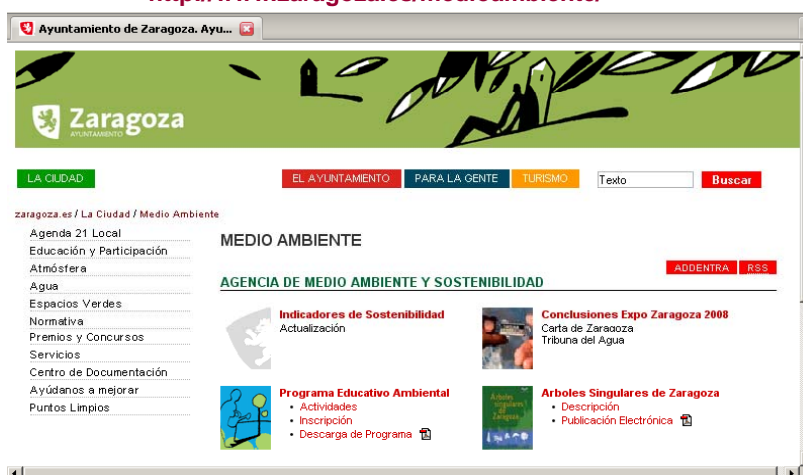 Ayuntamiento de Zaragoza. Ayu...
Zaragoza
AYUNTAMIENTO
LA CIUDAD
EL AYUNTAMIENTO PARA LA GENTE TURISMO Texto Buscar
zaragoza.es / La Ciudad / Medio Ambiente
Agenda 21 Local
Educación y Participación
Atmósfera
Agua
Espacios Verdes
Normativa
Premios y Concursos
Servicios
Centro de Documentación
Ayúdanos a mejorar
Puntos Limpios
MEDIO AMBIENTE
ADDENTRA RSS
AGENCIA DE MEDIO AMBIENTE Y SOSTENIBILIDAD
Indicadores de Sostenibilidad
Actualización
Conclusiones Expo Zaragoza 2008
Carta de Zaragoza
Tribuna del Agua
Programa Educativo Ambiental
• Actividades
• Inscripción
• Descarga de Programa
Arboles singulares de Zaragoza
Arboles Singulares de Zaragoza
• Descripción
• Publicación Electrónica